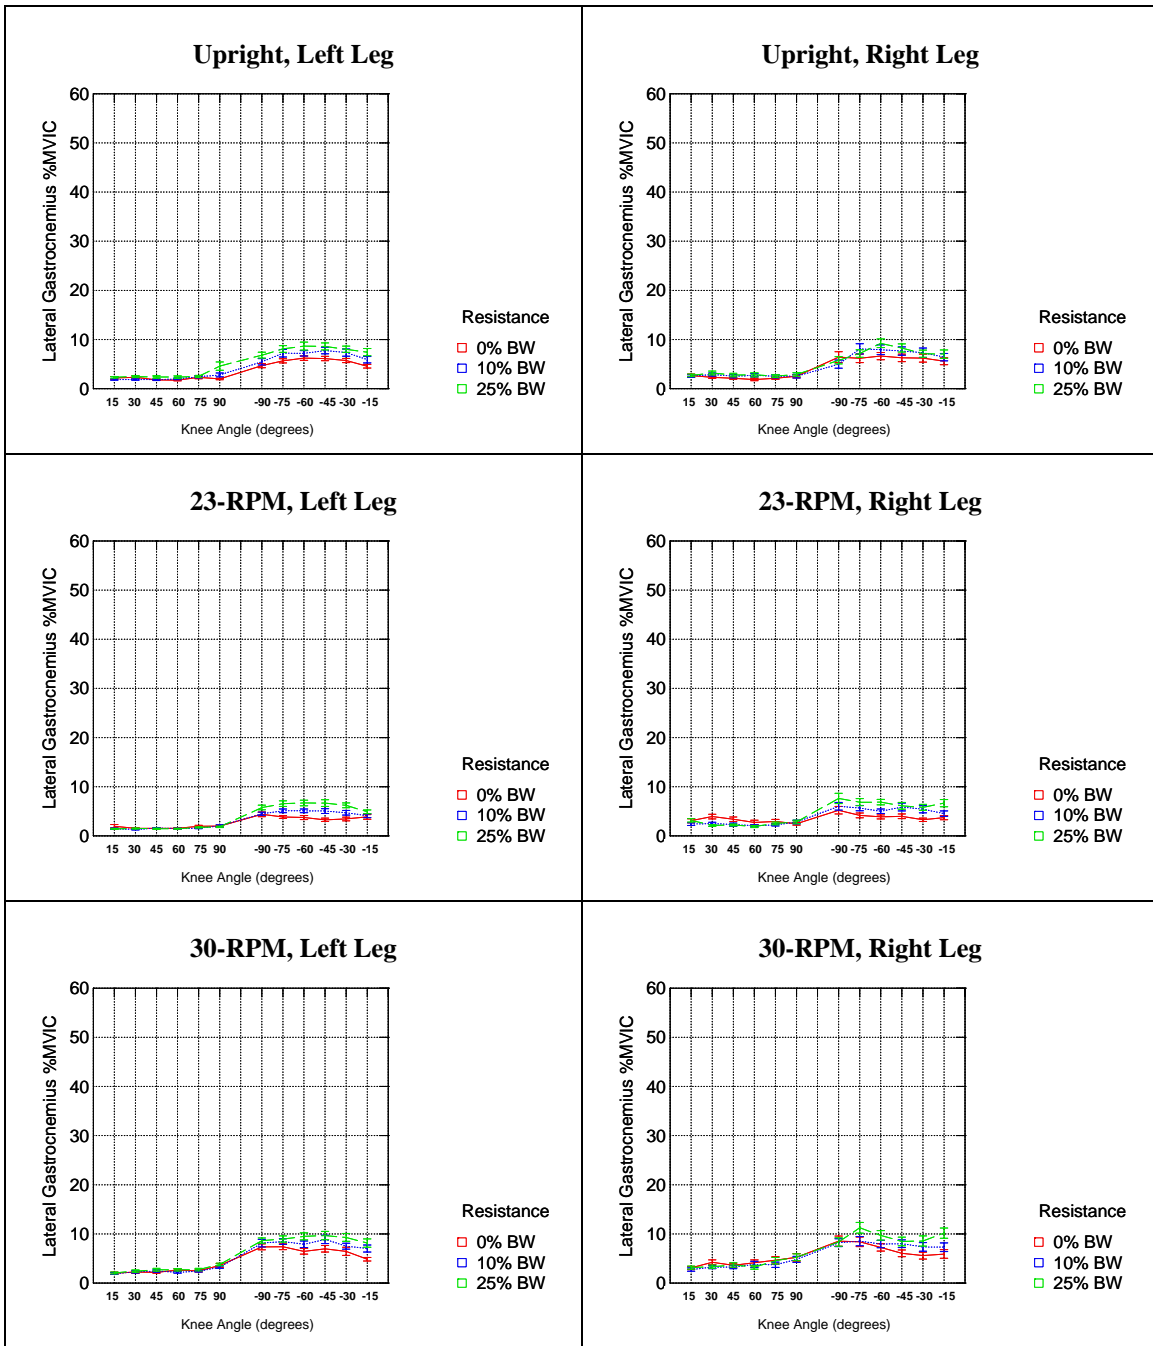 Upright, Left Leg
Lateral Gastrocnemius %MVIC
60
50
40
30
20
10
0
15 30 45 60 75 90 -90 -75 -60 -45 -30 -15
Knee Angle (degrees)
Resistance
0% BW
10% BW
25% BW
Upright, Right Leg
Lateral Gastrocnemius %MVIC
60
50
40
30
20
10
0
15 30 45 60 75 90 -90 -75 -60 -45 -30 -15
Knee Angle (degrees)
Resistance
0% BW
10% BW
25% BW
23-RPM, Left Leg
Lateral Gastrocnemius %MVIC
60
50
40
30
20
10
0
15 30 45 60 75 90 -90 -75 -60 -45 -30 -15
Knee Angle (degrees)
Resistance
0% BW
10% BW
25% BW
23-RPM, Right Leg
Lateral Gastrocnemius %MVIC
60
50
40
30
20
10
0
15 30 45 60 75 90 -90 -75 -60 -45 -30 -15
Knee Angle (degrees)
Resistance
0% BW
10% BW
25% BW
30-RPM, Left Leg
Lateral Gastrocnemius %MVIC
60
50
40
30
20
10
0
15 30 45 60 75 90 -90 -75 -60 -45 -30 -15
Knee Angle (degrees)
Resistance
0% BW
10% BW
25% BW
30-RPM, Right Leg
Lateral Gastrocnemius %MVIC
60
50
40
30
20
10
0
15 30 45 60 75 90 -90 -75 -60 -45 -30 -15
Knee Angle (degrees)
Resistance
0% BW
10% BW
25% BW